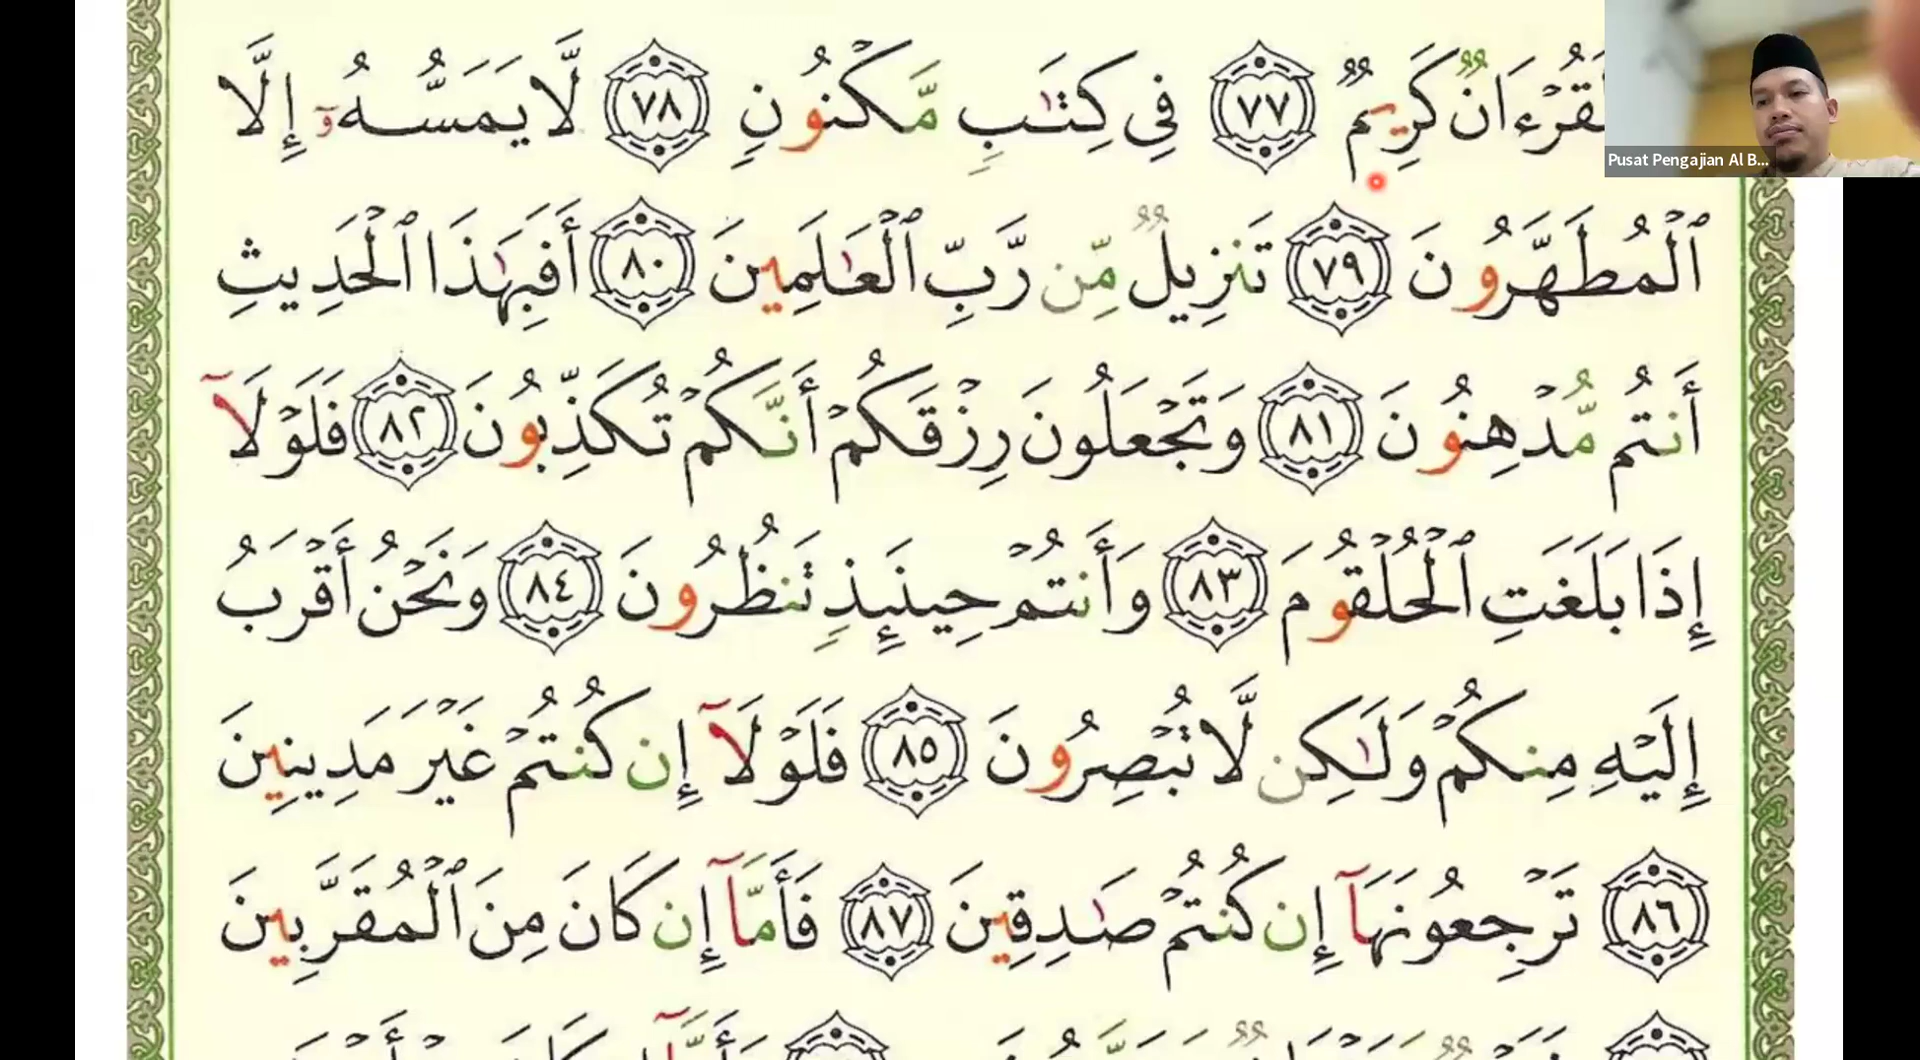 كَرِيمٌ ٧٧ فِى كِتَٰبٍ مَّكْنُونٍ ٧٨ لَّا يَمَسُّهُۥٓ إِلَّا
Pusat Pengajian Al B...
ٱلْمُطَهَّرُونَ ٧٩ تَنزِيلٌ مِّن رَّبِّ ٱلْعَٰلَمِينَ ٨٠ أَفَبِهَٰذَا ٱلْحَدِيثِ
أَنتُم مُّدْهِنُونَ ٨١ وَتَجْعَلُونَ رِزْقَكُمْ أَنَّكُمْ تُكَذِّبُونَ ٨٢ فَلَوْلَآ
إِذَا بَلَغَتِ ٱلْحُلْقُومَ ٨٣ وَأَنتُمْ حِينَئِذٍ تَنظُرُونَ ٨٤ وَنَحْنُ أَقْرَبُ
إِلَيْهِ مِنكُمْ وَلَٰكِن لَّا تُبْصِرُونَ ٨٥ فَلَوْلَآ إِن كُنتُمْ غَيْرَ مَدِينِينَ
٨٦ تَرْجِعُونَهَآ إِن كُنتُمْ صَٰدِقِينَ ٨٧ فَأَمَّآ إِن كَانَ مِنَ ٱلْمُقَرَّبِينَ